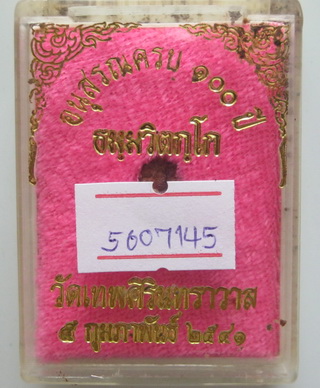 อนุสรณ์ครบ ๑๐๐ ปี
ธมฺมวิตกฺโก
5607145
วัดเทพศิรินทราวาส
๕ กุมภาพันธ์ ๒๕๔๑